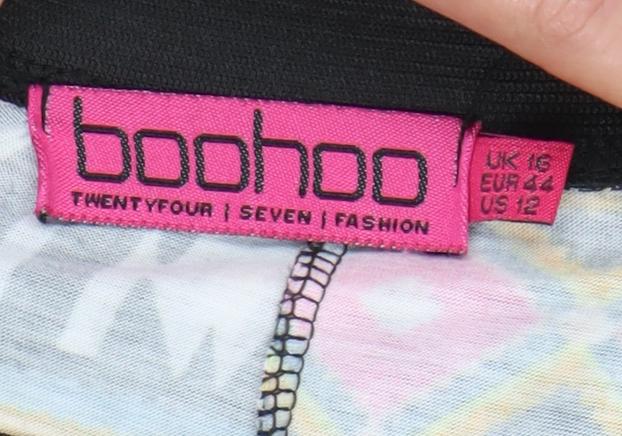 boohoo
TWENTYFOUR | SEVEN | FASHION
UK 16
EUR 44
US 12